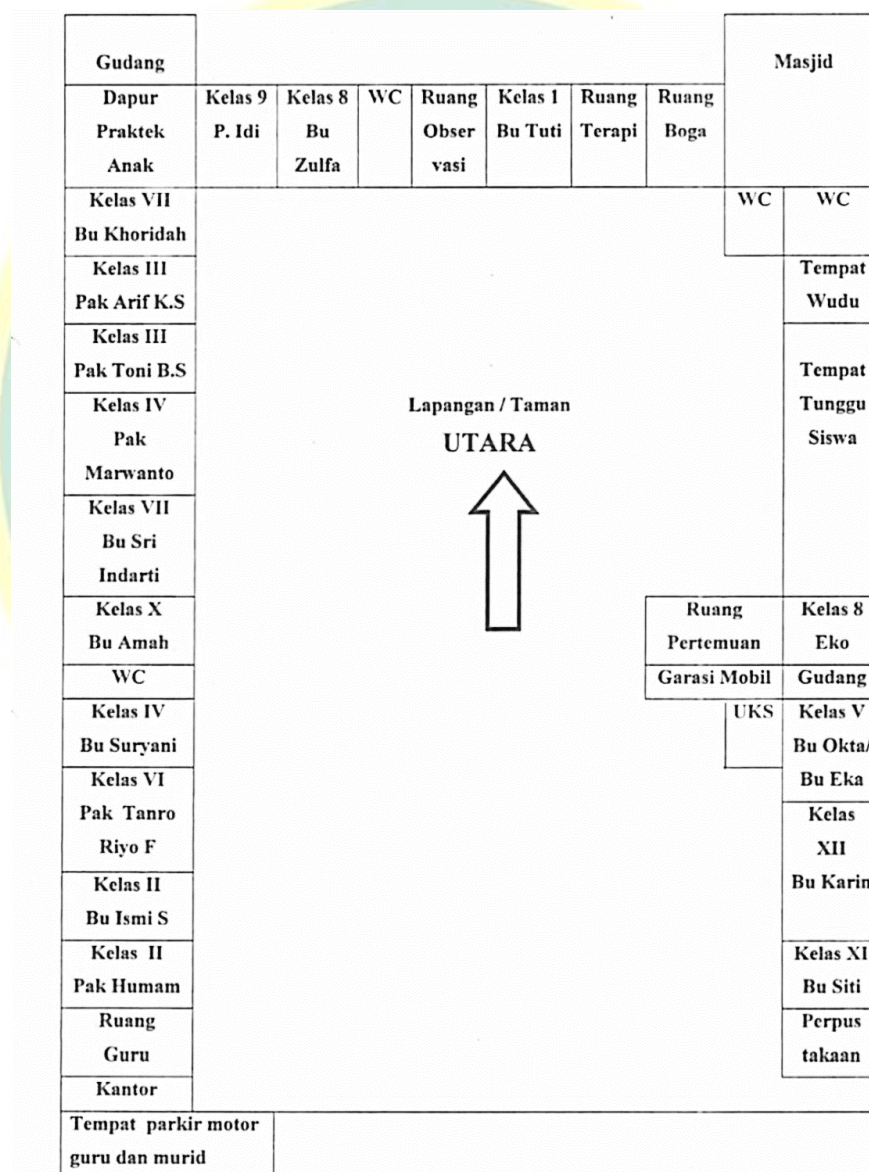 Gudang
Masjid
Dapur
Praktek
Anak
Kelas 9
P. Idi
Kelas 8
Bu
Zulfa
WC
Ruang
Obser
vasi
Kelas 1
Bu Tuti
Ruang
Terapi
Ruang
Boga
Kelas VII
Bu Khoridah
WC
WC
Kelas III
Pak Arif K.S
Tempat
Wudu
Kelas III
Pak Toni B.S
Tempat
Tunggu
Siswa
Kelas IV
Pak
Marwanto
Lapangan / Taman
UTARA
Kelas VII
Bu Sri
Indarti
Kelas X
Bu Amah
Ruang
Pertemuan
Kelas 8
Eko
WC
Garasi Mobil
Gudang
Kelas IV
Bu Suryani
UKS
Kelas V
Bu Okta/
Bu Eka
Kelas VI
Pak Tanro
Riyo F
Kelas
XII
Bu Karin
Kelas II
Bu Ismi S
Kelas II
Pak Humam
Kelas XI
Bu Siti
Ruang
Guru
Perpus
takaan
Kantor
Tempat parkir motor
guru dan murid